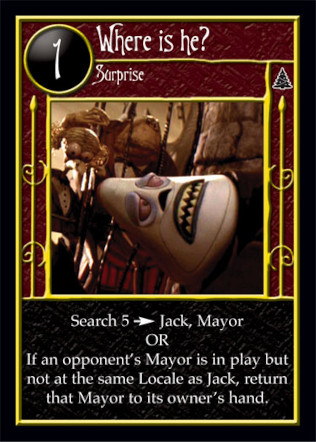 1
Where is he?
Surprise
Search 5 ➛ Jack, Mayor
OR
If an opponent's Mayor is in play but
not at the same Locale as Jack, return
that Mayor to its owner's hand.